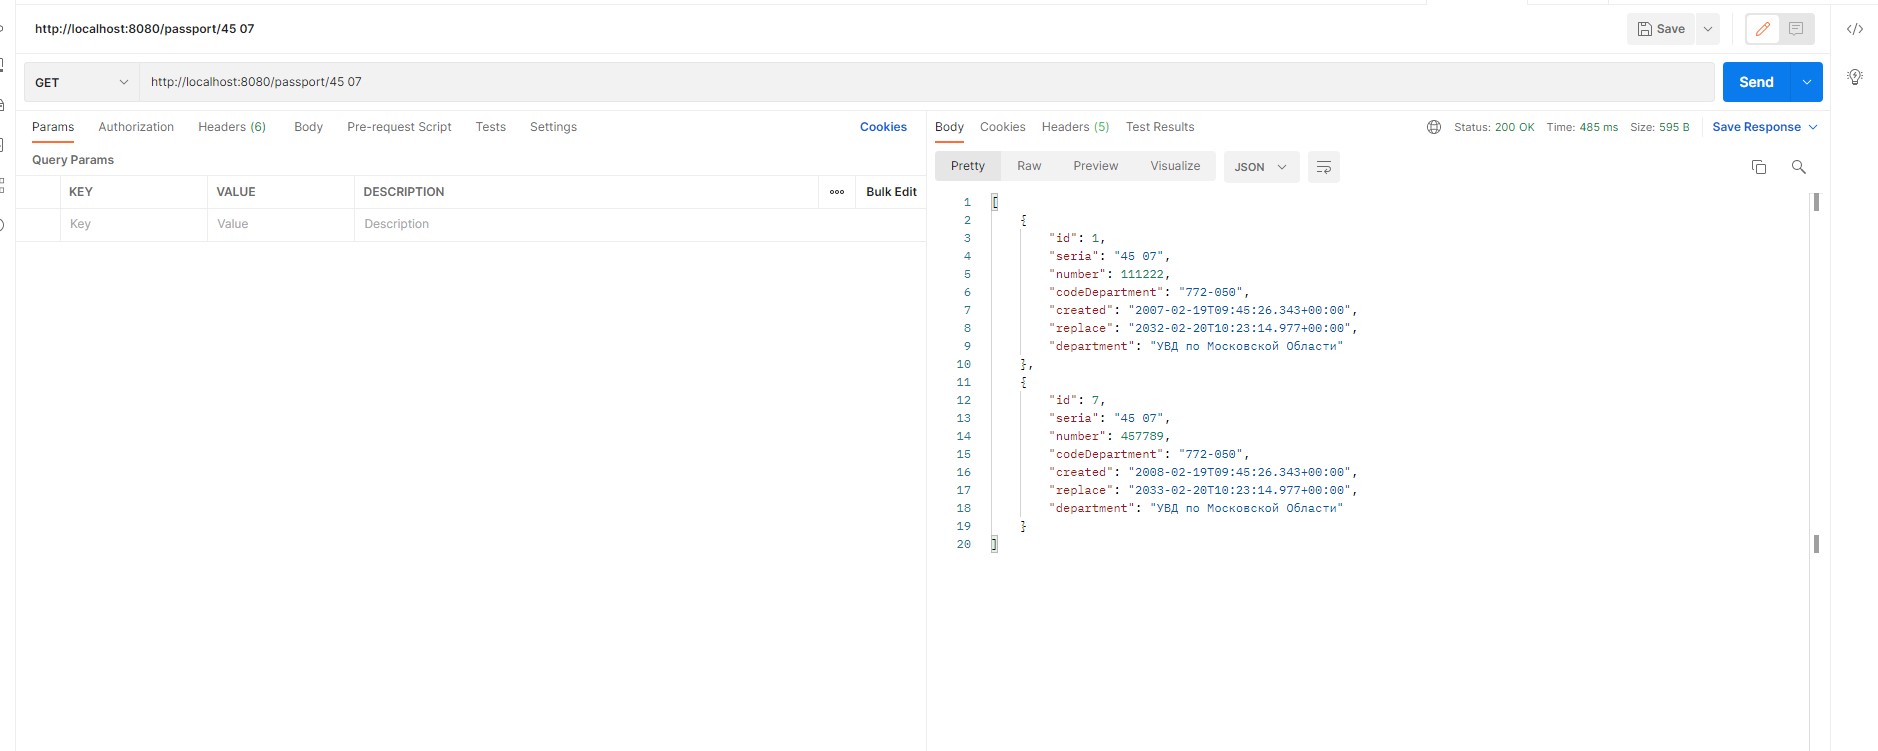 http://localhost:8080/passport/45 07
Save
GET
http://localhost:8080/passport/45 07
Send
Params Authorization Headers (6) Body Pre-request Script Tests Settings Cookies
Query Params
KEY VALUE DESCRIPTION ooo Bulk Edit
Key Value Description
Body Cookies Headers (5) Test Results Status: 200 OK Time: 485 ms Size: 595 B Save Response
Pretty Raw Preview Visualize JSON
1 [
2 {
3 "id": 1,
4 "seria": "45 07",
5 "number": 111222,
6 "codeDepartment": "772-050",
7 "created": "2007-02-19T09:45:26.343+00:00",
8 "replace": "2032-02-20T10:23:14.977+00:00",
9 "department": "УВД по Московской Области"
10 },
11 {
12 "id": 7,
13 "seria": "45 07",
14 "number": 457789,
15 "codeDepartment": "772-050",
16 "created": "2008-02-19T09:45:26.343+00:00",
17 "replace": "2033-02-20T10:23:14.977+00:00",
18 "department": "УВД по Московской Области"
19 }
20 ]